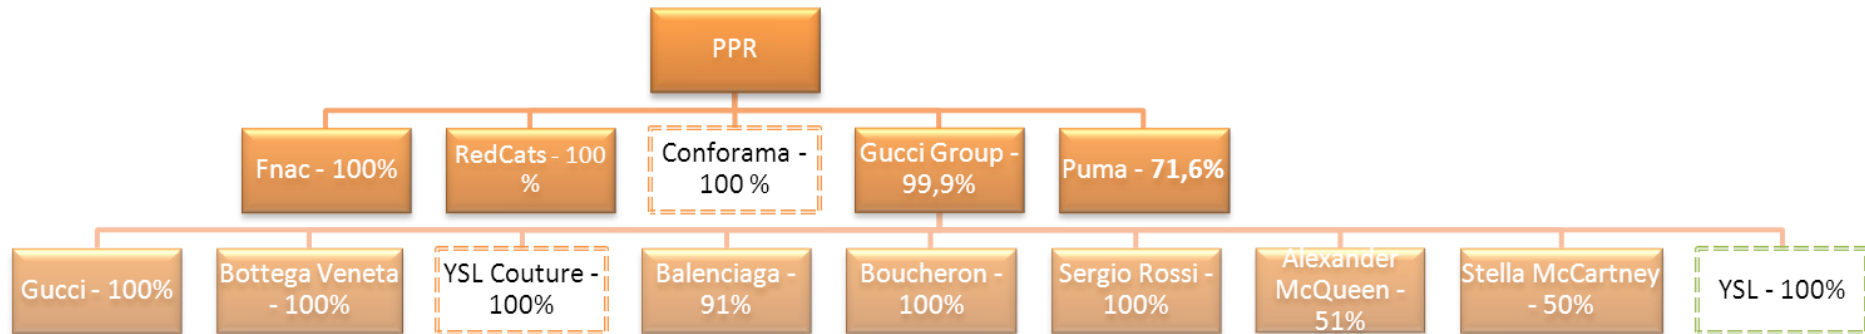 PPR
Fnac - 100%
RedCats - 100
%
Conforama -
100 %
Gucci Group -
99,9%
Puma - 71,6%
Gucci - 100%
Bottega Veneta
- 100%
YSL Couture -
100%
Balenciaga -
91%
Boucheron -
100%
Sergio Rossi -
100%
Alexander
McQueen -
51%
Stella McCartney
- 50%
YSL - 100%